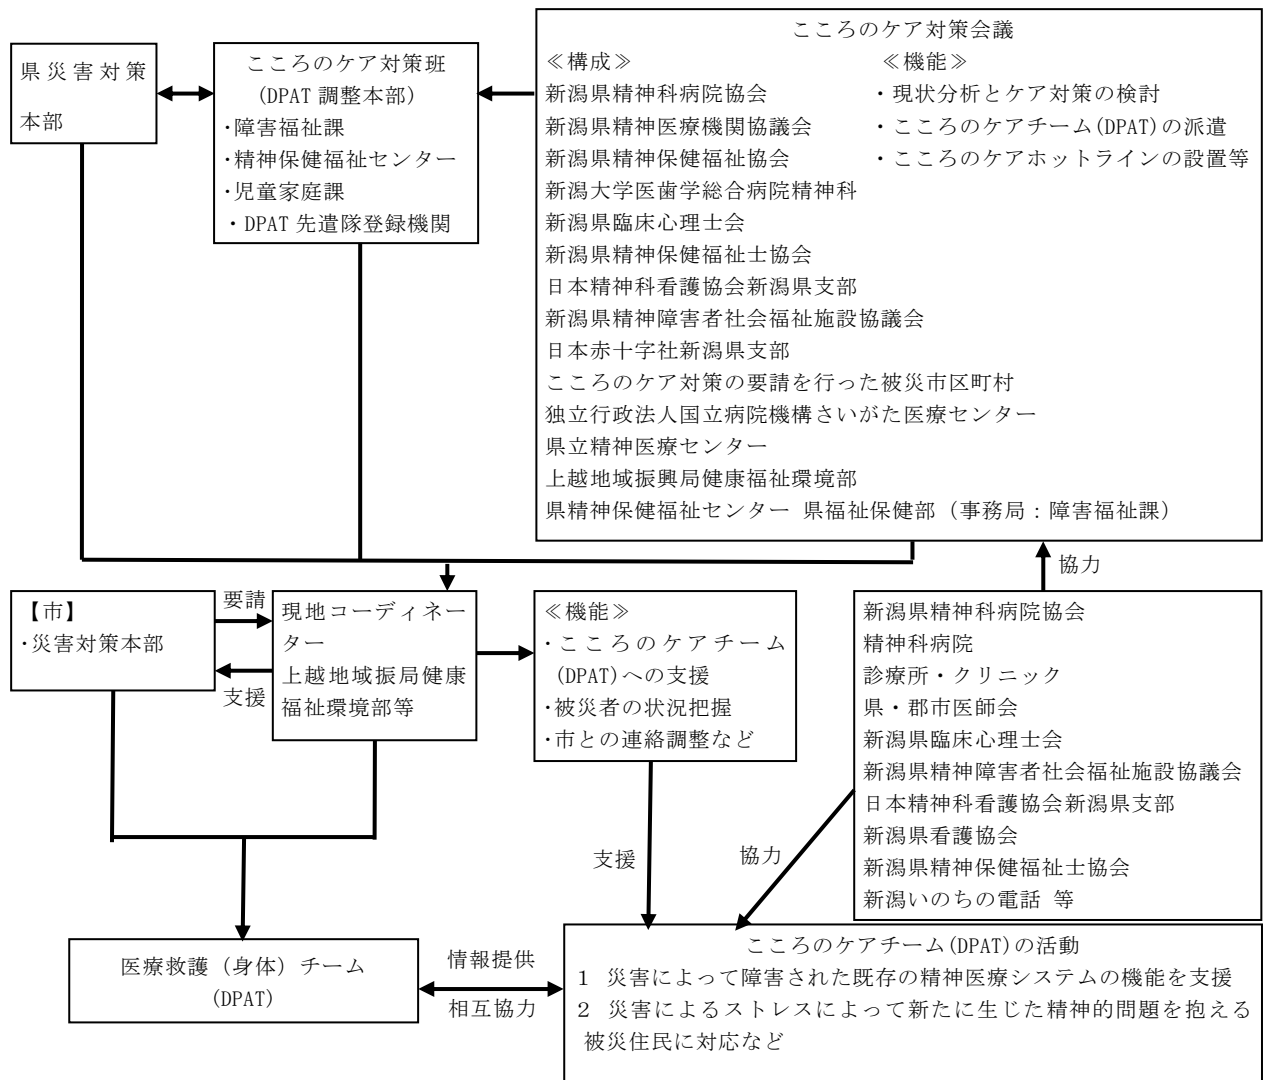 県災害対策
本部
こころのケア対策班
(DPAT 調整本部)
・障害福祉課
・精神保健福祉センター
・児童家庭課
・DPAT 先遣隊登録機関
こころのケア対策会議
≪構成≫
新潟県精神科病院協会
新潟県精神医療機関協議会
新潟県精神保健福祉協会
新潟大学医歯学総合病院精神科
新潟県臨床心理士会
新潟県精神保健福祉士協会
日本精神科看護協会新潟県支部
新潟県精神障害者社会福祉施設協議会
日本赤十字社新潟県支部
こころのケア対策の要請を行った被災市区町村
独立行政法人国立病院機構さいがた医療センター
県立精神医療センター
上越地域振興局健康福祉環境部
県精神保健福祉センター 県福祉保健部（事務局：障害福祉課）
≪機能≫
・現状分析とケア対策の検討
・こころのケアチーム(DPAT)の派遣
・こころのケアホットラインの設置等
協力
【市】
・災害対策本部
要請
支援
現地コーディネー
ター
上越地域振局健康
福祉環境部等
≪機能≫
・こころのケアチーム
(DPAT)への支援
・被災者の状況把握
・市との連絡調整など
新潟県精神科病院協会
精神科病院
診療所・クリニック
県・郡市医師会
新潟県臨床心理士会
新潟県精神障害者社会福祉施設協議会
日本精神科看護協会新潟県支部
新潟県看護協会
新潟県精神保健福祉士協会
新潟いのちの電話 等
支援
協力
医療救護（身体）チーム
(DPAT)
情報提供
相互協力
こころのケアチーム(DPAT)の活動
1 災害によって障害された既存の精神医療システムの機能を支援
2 災害によるストレスによって新たに生じた精神的問題を抱える
被災住民に対応など